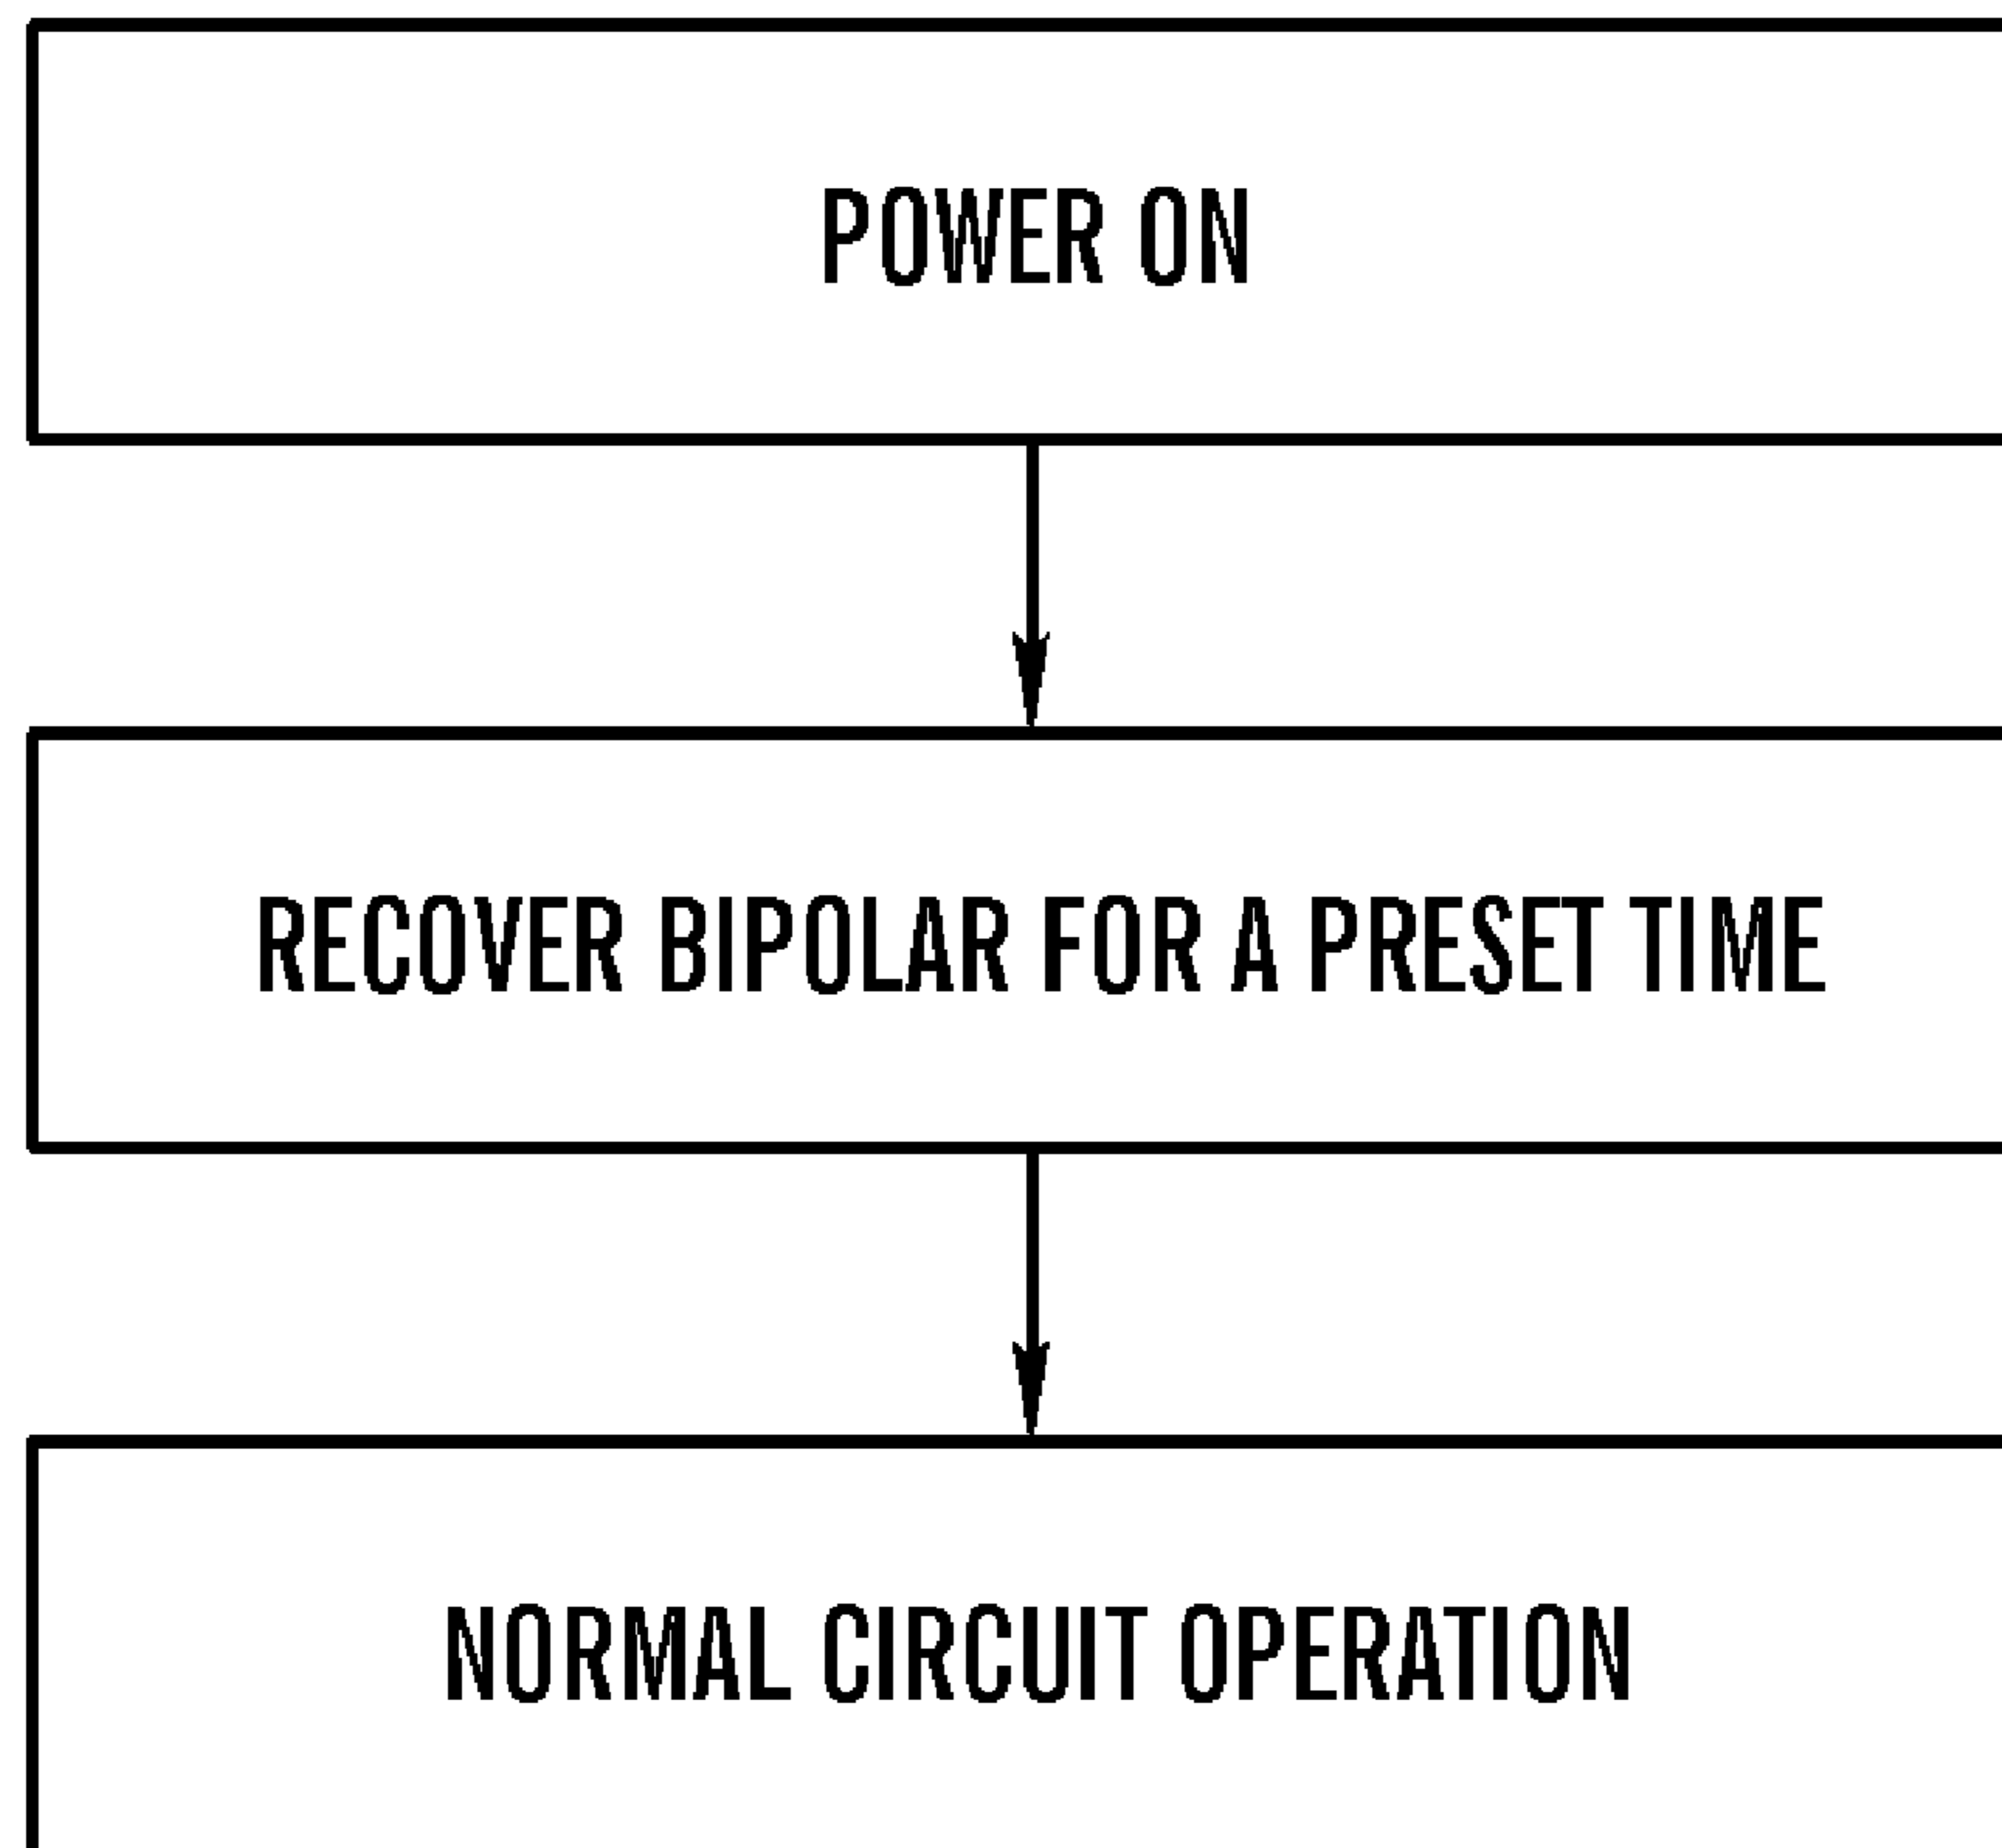 POWER ON
RECOVER BIPOLAR FOR A PRESET TIME
NORMAL CIRCUIT OPERATION